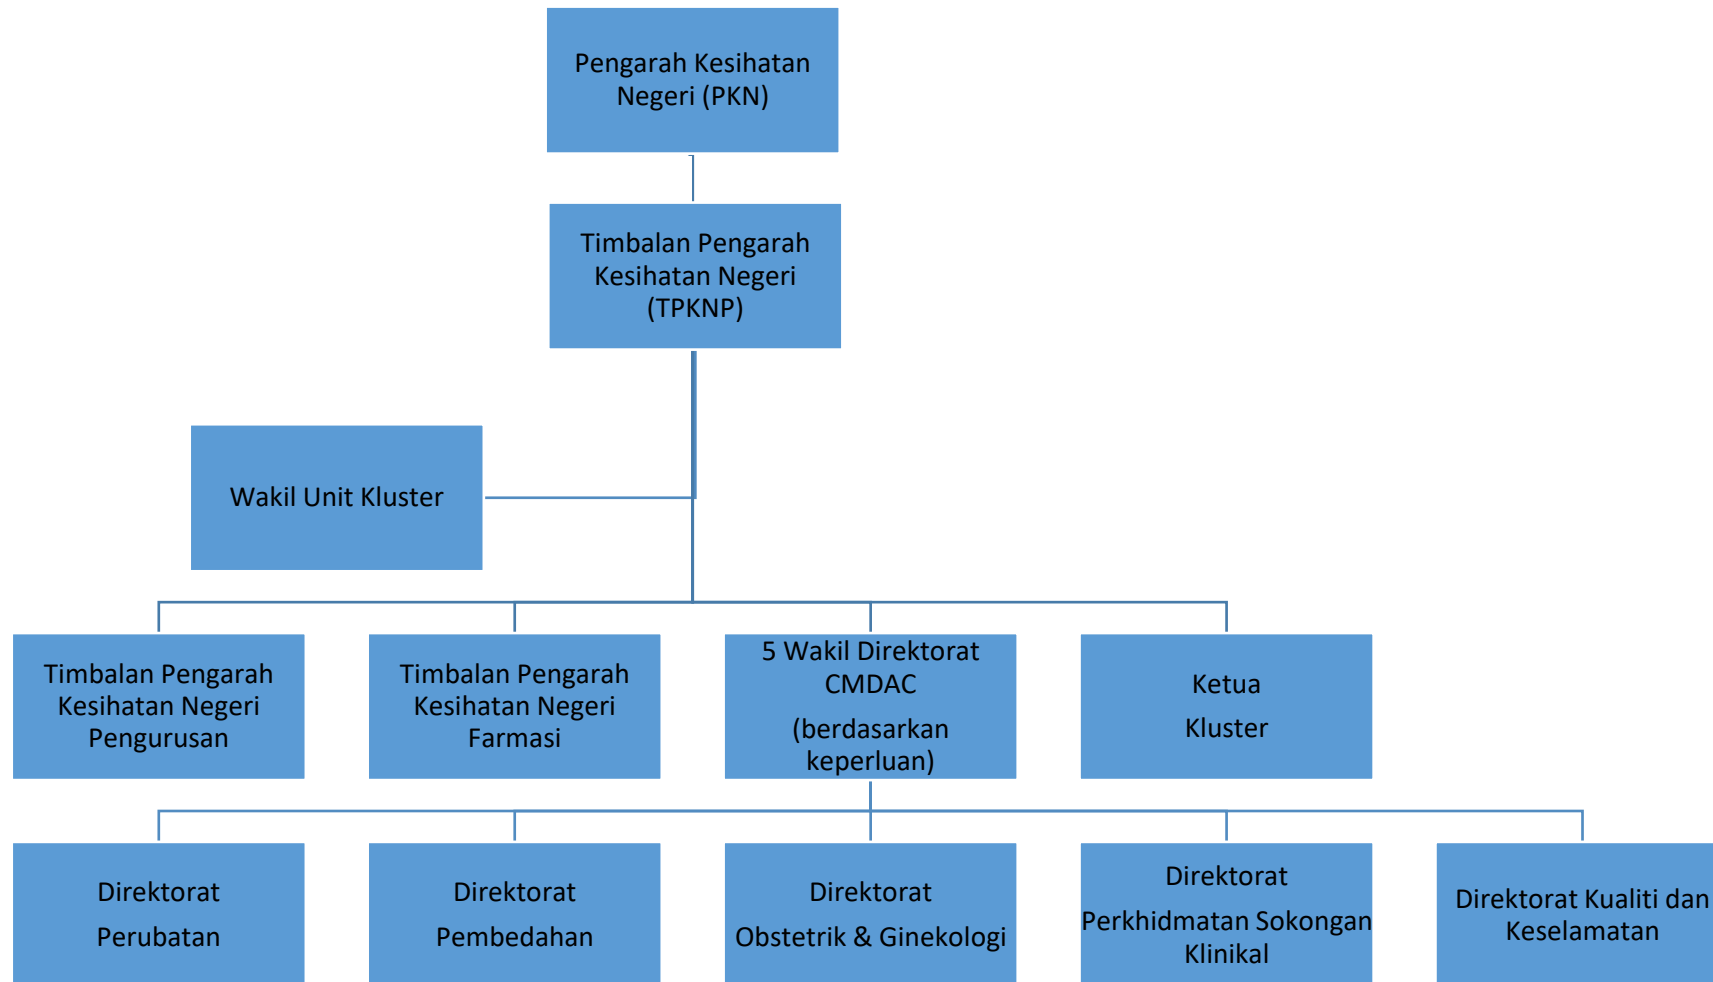 Pengarah Kesihatan
Negeri (PKN)
Timbalan Pengarah
Kesihatan Negeri
(TPKNP)
Wakil Unit Kluster
Timbalan Pengarah
Kesihatan Negeri
Pengurusan
Timbalan Pengarah
Kesihatan Negeri
Farmasi
5 Wakil Direktorat
CMDAC
(berdasarkan
keperluan)
Ketua
Kluster
Direktorat
Perubatan
Direktorat
Pembedahan
Direktorat
Obstetrik & Ginekologi
Direktorat
Perkhidmatan Sokongan
Klinikal
Direktorat Kualiti dan
Keselamatan